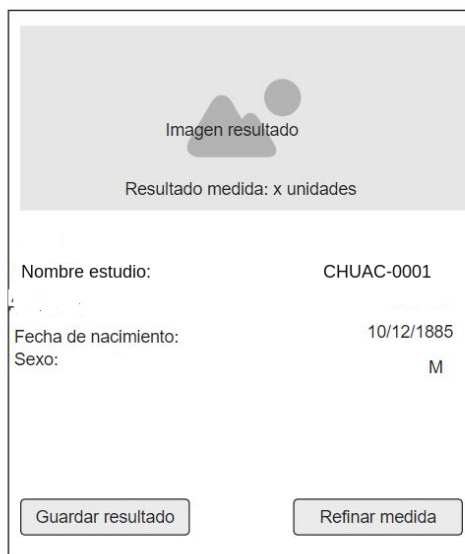 Imagen resultado
Resultado medida: x unidades
Nombre estudio: CHUAC-0001
Fecha de nacimiento: 10/12/1885
Sexo: M
Guardar resultado Refinar medida